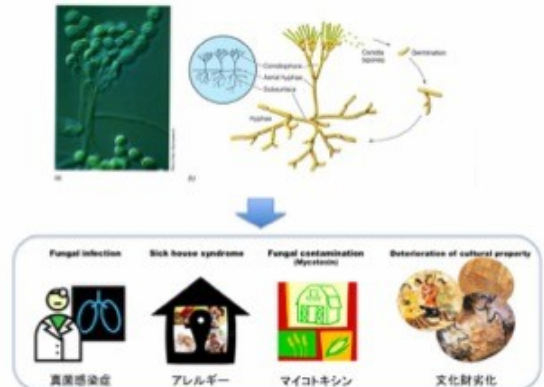 Conidia
(spores)
Germination
Conidiophore
Aerial hyphae
Subsurface
Hyphae
(a)
(b)
Fungal infection
Sick house syndrome
Fungal contamination
(Mycotoxin)
Deterioration of cultural property
真菌感染症
アレルギー
マイコトキシン
文化財劣化